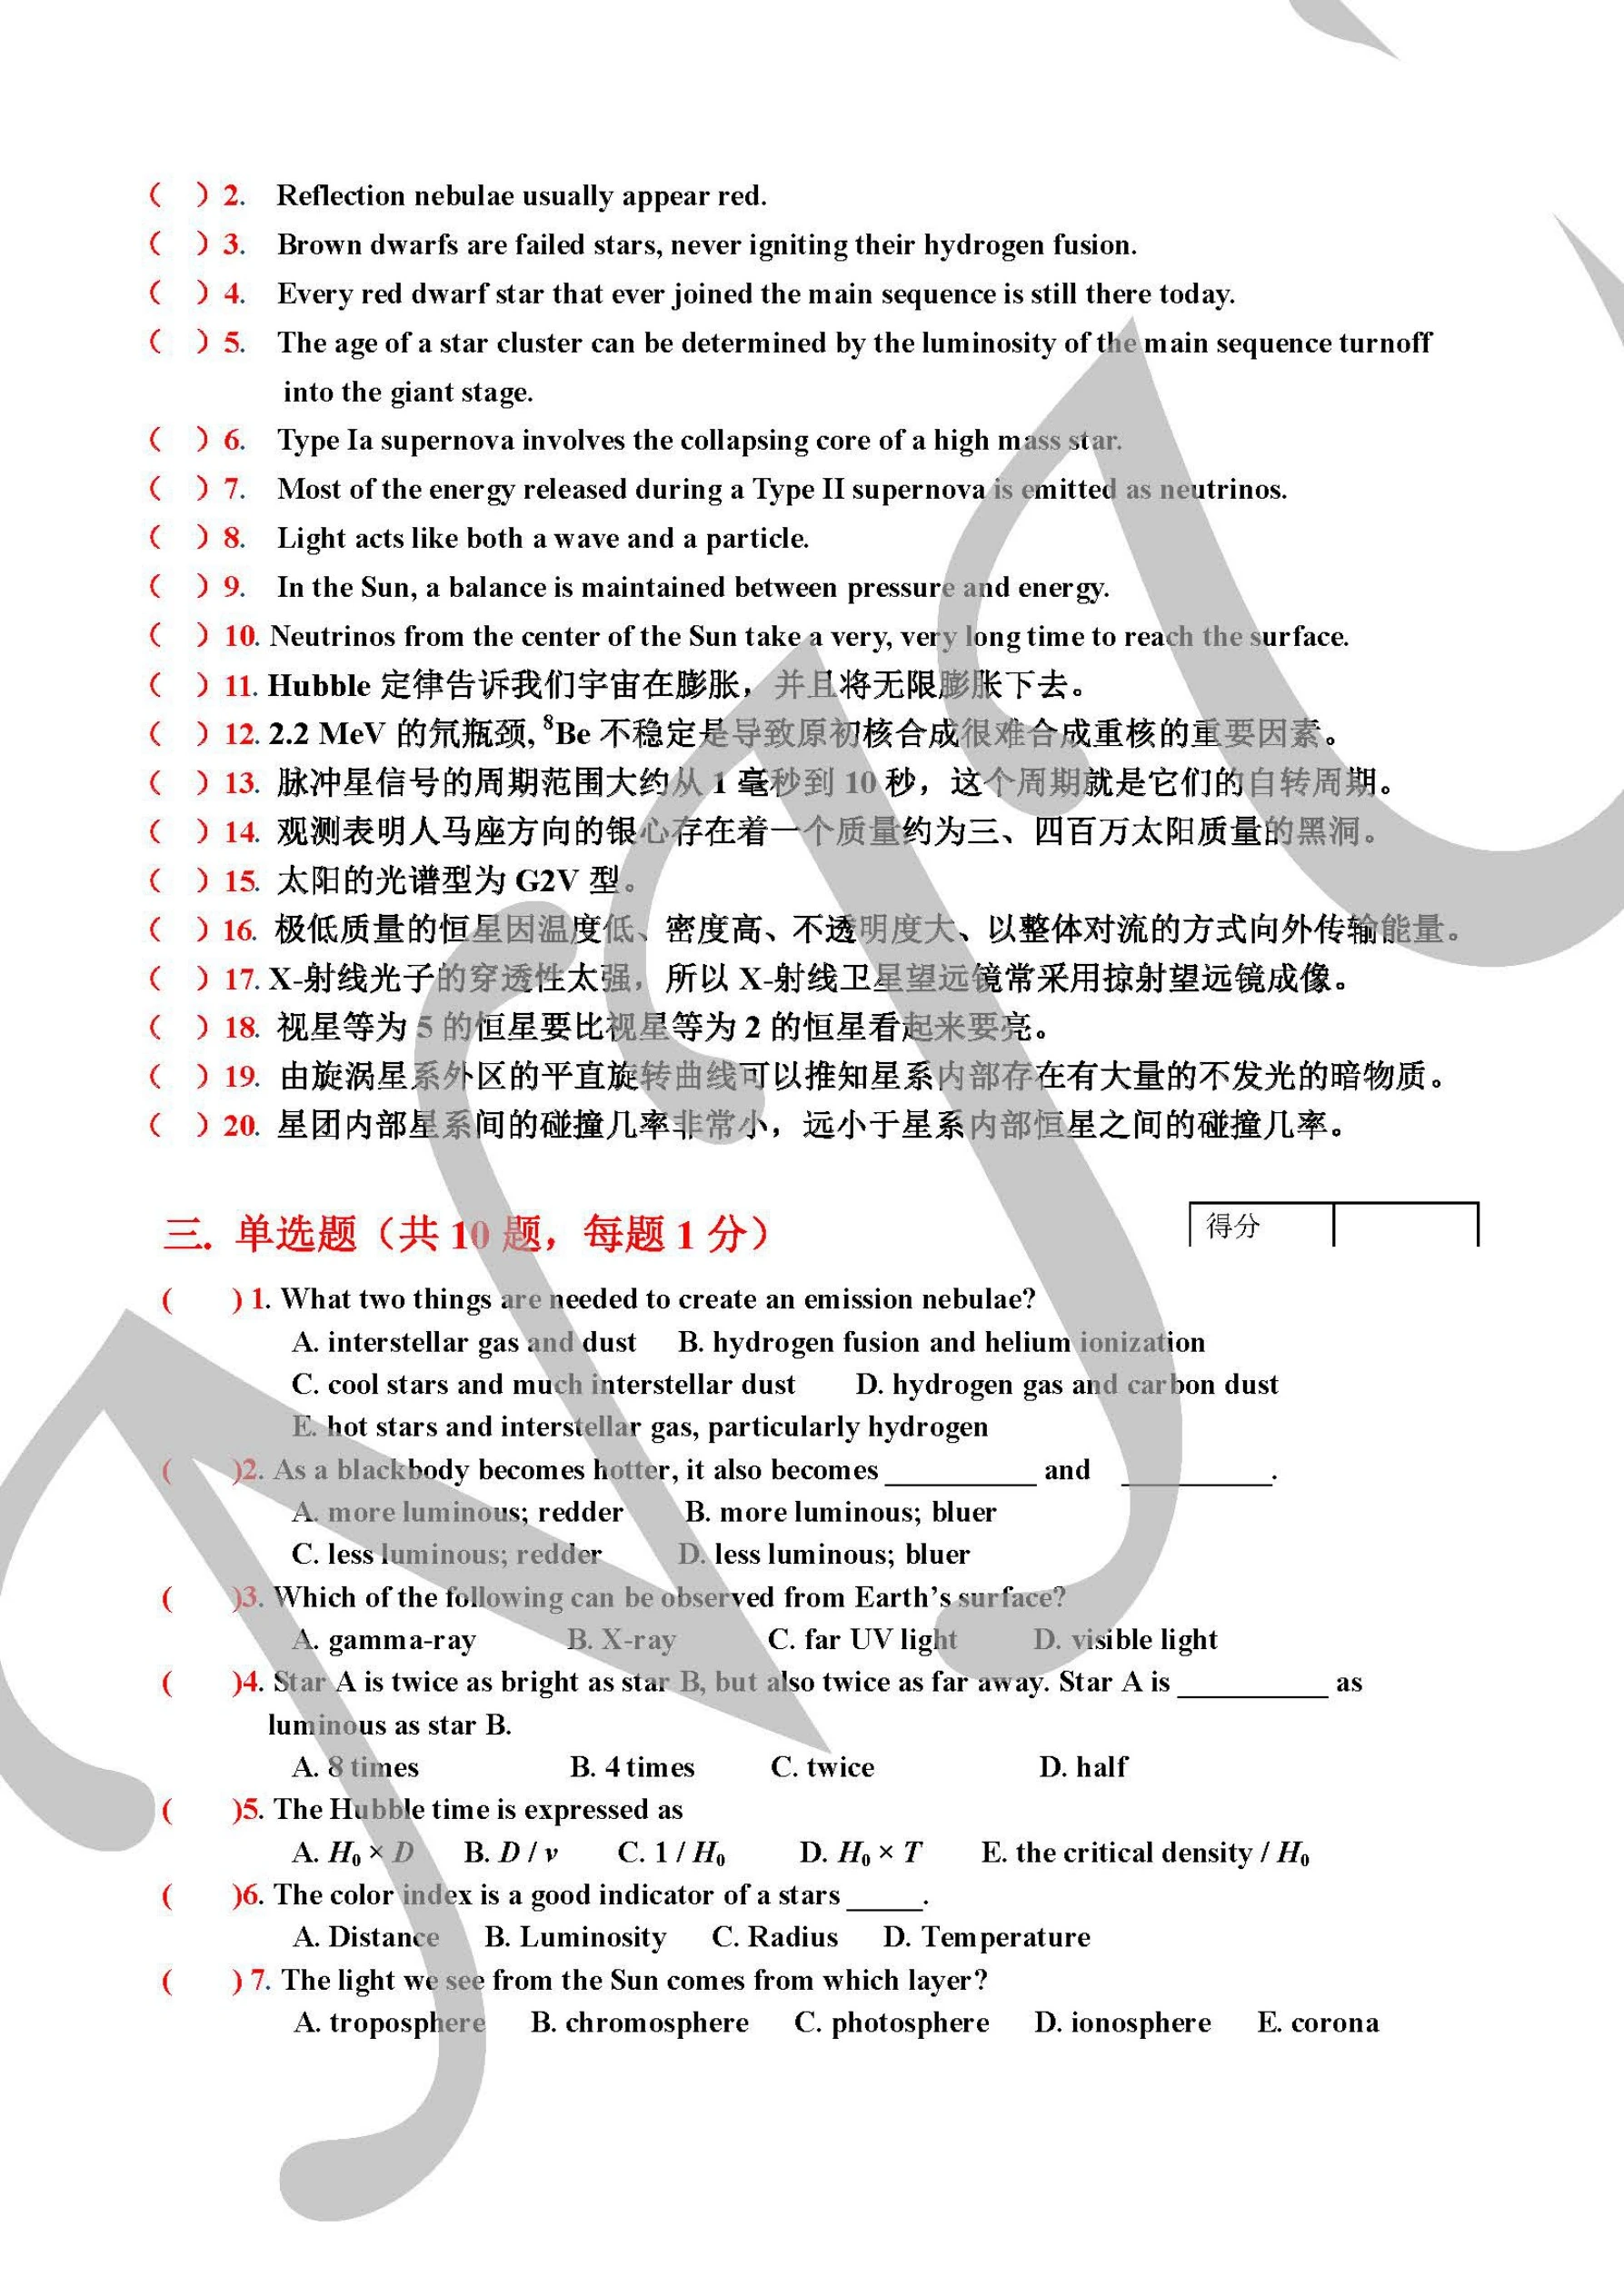 （ ）2. Reflection nebulae usually appear red.
（ ）3. Brown dwarfs are failed stars, never igniting their hydrogen fusion.
（ ）4. Every red dwarf star that ever joined the main sequence is still there today.
（ ）5. The age of a star cluster can be determined by the luminosity of the main sequence turnoff
into the giant stage.
（ ）6. Type Ia supernova involves the collapsing core of a high mass star.
（ ）7. Most of the energy released during a Type II supernova is emitted as neutrinos.
（ ）8. Light acts like both a wave and a particle.
（ ）9. In the Sun, a balance is maintained between pressure and energy.
（ ）10. Neutrinos from the center of the Sun take a very, very long time to reach the surface.
（ ）11. Hubble 定律告诉我们宇宙在膨胀，并且将无限膨胀下去。
（ ）12. 2.2 MeV 的氘瓶颈, ⁸Be 不稳定是导致原初核合成很难合成重核的重要因素。
（ ）13. 脉冲星信号的周期范围大约从 1 毫秒到 10 秒，这个周期就是它们的自转周期。
（ ）14. 观测表明人马座方向的银心存在着一个质量约为三、四百万太阳质量的黑洞。
（ ）15. 太阳的光谱型为 G2V 型。
（ ）16. 极低质量的恒星因温度低、密度高、不透明度大、以整体对流的方式向外传输能量。
（ ）17. X-射线光子的穿透性太强，所以 X-射线卫星望远镜常采用掠射望远镜成像。
（ ）18. 视星等为 5 的恒星要比视星等为 2 的恒星看起来要亮。
（ ）19. 由旋涡星系外区的平直旋转曲线可以推知星系内部存在有大量的不发光的暗物质。
（ ）20. 星团内部星系间的碰撞几率非常小，远小于星系内部恒星之间的碰撞几率。
三. 单选题（共 10 题，每题 1 分）
得分
( ) 1. What two things are needed to create an emission nebulae?
A. interstellar gas and dust B. hydrogen fusion and helium ionization
C. cool stars and much interstellar dust D. hydrogen gas and carbon dust
E. hot stars and interstellar gas, particularly hydrogen
( )2. As a blackbody becomes hotter, it also becomes __________ and __________.
A. more luminous; redder B. more luminous; bluer
C. less luminous; redder D. less luminous; bluer
( )3. Which of the following can be observed from Earth's surface?
A. gamma-ray B. X-ray C. far UV light D. visible light
( )4. Star A is twice as bright as star B, but also twice as far away. Star A is __________ as
luminous as star B.
A. 8 times B. 4 times C. twice D. half
( )5. The Hubble time is expressed as
A. H₀ × D B. D / v C. 1 / H₀ D. H₀ × T E. the critical density / H₀
( )6. The color index is a good indicator of a stars _____.
A. Distance B. Luminosity C. Radius D. Temperature
( ) 7. The light we see from the Sun comes from which layer?
A. troposphere B. chromosphere C. photosphere D. ionosphere E. corona